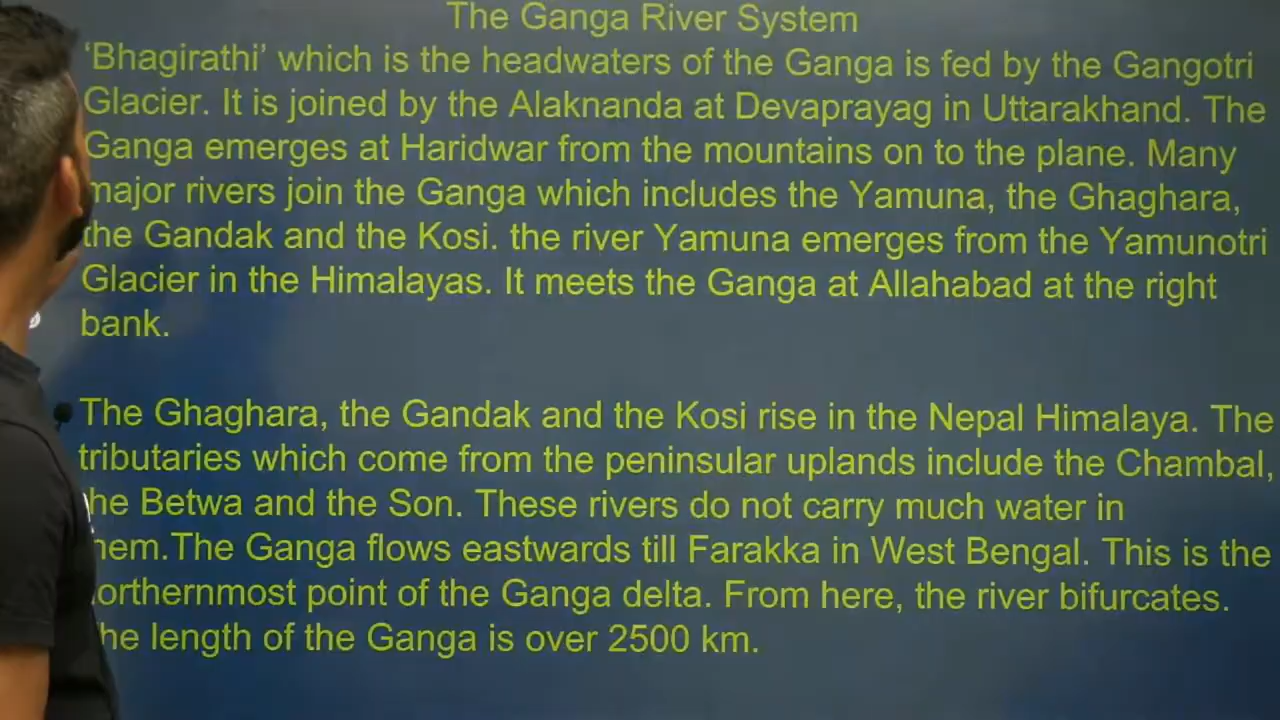 The Ganga River System
‘Bhagirathi’ which is the headwaters of the Ganga is fed by the Gangotri
Glacier. It is joined by the Alaknanda at Devaprayag in Uttarakhand. The
Ganga emerges at Haridwar from the mountains on to the plane. Many
major rivers join the Ganga which includes the Yamuna, the Ghaghara,
the Gandak and the Kosi. the river Yamuna emerges from the Yamunotri
Glacier in the Himalayas. It meets the Ganga at Allahabad at the right
bank.
The Ghaghara, the Gandak and the Kosi rise in the Nepal Himalaya. The
tributaries which come from the peninsular uplands include the Chambal,
the Betwa and the Son. These rivers do not carry much water in
them.The Ganga flows eastwards till Farakka in West Bengal. This is the
northernmost point of the Ganga delta. From here, the river bifurcates.
The length of the Ganga is over 2500 km.